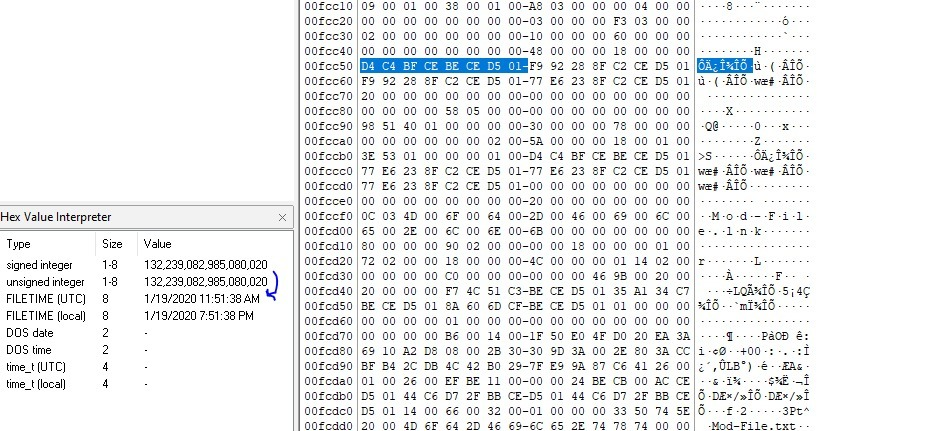 00fcc10 09 00 01 00 38 00 01 00-A8 03 00 00 00 04 00 00 ····8···¨·······
00fcc20 00 00 00 00 00 00 00 00-03 00 00 00 F3 03 00 00 ············ó···
00fcc30 02 00 00 00 00 00 00 00-10 00 00 00 60 00 00 00 ············`···
00fcc40 00 00 00 00 00 00 00 00-48 00 00 00 18 00 00 00 ········H·······
00fcc50 D4 C4 BF CE BE CE D5 01-F9 92 28 8F C2 CE D5 01 ÔÄ¿Î¾ÎÕ·ù·(·ÂÎÕ·
00fcc60 F9 92 28 8F C2 CE D5 01-77 E6 23 8F C2 CE D5 01 ù·(·ÂÎÕ·wæ#·ÂÎÕ·
00fcc70 20 00 00 00 00 00 00 00-00 00 00 00 00 00 00 00 ···············
00fcc80 00 00 00 00 58 05 00 00-00 00 00 00 00 00 00 00 ····X···········
00fcc90 98 51 40 01 00 00 00 00-30 00 00 00 78 00 00 00 ·Q@·····0···x···
00fcca0 00 00 00 00 00 00 02 00-5A 00 00 00 18 00 01 00 ········Z·······
00fccb0 3E 53 01 00 00 00 01 00-D4 C4 BF CE BE CE D5 01 >S······ÔÄ¿Î¾ÎÕ·
00fccc0 77 E6 23 8F C2 CE D5 01-77 E6 23 8F C2 CE D5 01 wæ#·ÂÎÕ·wæ#·ÂÎÕ·
00fccd0 77 E6 23 8F C2 CE D5 01-00 00 00 00 00 00 00 00 wæ#·ÂÎÕ·········
00fcce0 00 00 00 00 00 00 00 00-20 00 00 00 00 00 00 00 ········ ·······
00fccf0 0C 03 4D 00 6F 00 64 00-2D 00 46 00 69 00 6C 00 ··M·o·d·-·F·i·l·
00fcd00 65 00 2E 00 6C 00 6E 00-6B 00 00 00 00 00 00 00 e·.·l·n·k·······
00fcd10 80 00 00 00 90 02 00 00-00 00 18 00 00 00 01 00 ················
00fcd20 72 02 00 00 18 00 00 00-4C 00 00 00 01 14 02 00 r·······L·······
00fcd30 00 00 00 00 C0 00 00 00-00 00 00 46 9B 00 20 00 ····À······F·· ·
00fcd40 20 00 00 00 F7 4C 51 C3-BE CE D5 01 35 A1 34 C7 ···÷LQÃ¾ÎÕ·5¡4Ç
00fcd50 BE CE D5 01 8A 60 6D CF-BE CE D5 01 01 00 00 00 ¾ÎÕ··`mÏ¾ÎÕ·····
00fcd60 00 00 00 00 01 00 00 00-00 00 00 00 00 00 00 00 ················
00fcd70 00 00 00 00 B6 00 14 00-1F 50 E0 4F D0 20 EA 3A ····¶····PàOÐ ê:
00fcd80 69 10 A2 D8 08 00 2B 30-30 9D 3A 00 2E 80 3A CC i·¢Ø··+00·:·.·:Ì
00fcd90 BF B4 2C DB 4C 42 B0 29-7F E9 9A 87 C6 41 26 00 ¿´,ÛLB°)·é··ÆA&·
00fcda0 01 00 26 00 EF BE 11 00-00 00 24 BE CB 00 AC CE ··&·ï¾····$¾Ë·¬Î
00fcdb0 D5 01 44 C6 D7 2F BB CE-D5 01 44 C6 D7 2F BB CE Õ·DÆ×/»ÎÕ·DÆ×/»Î
00fcdc0 D5 01 14 00 66 00 32 00-01 00 00 00 33 50 74 5E Õ···f·2·····3Pt^
00fcdd0 20 00 4D 6F 64 2D 46 69-6C 65 2E 74 78 74 00 00 ·Mod-File.txt··
Hex Value Interpreter
Type Size Value
signed integer 1-8 132,239,082,985,080,020
unsigned integer 1-8 132,239,082,985,080,020
FILETIME (UTC) 8 1/19/2020 11:51:38 AM
FILETIME (local) 8 1/19/2020 7:51:38 PM
DOS date 2 -
DOS time 2 -
time_t (UTC) 4 -
time_t (local) 4 -